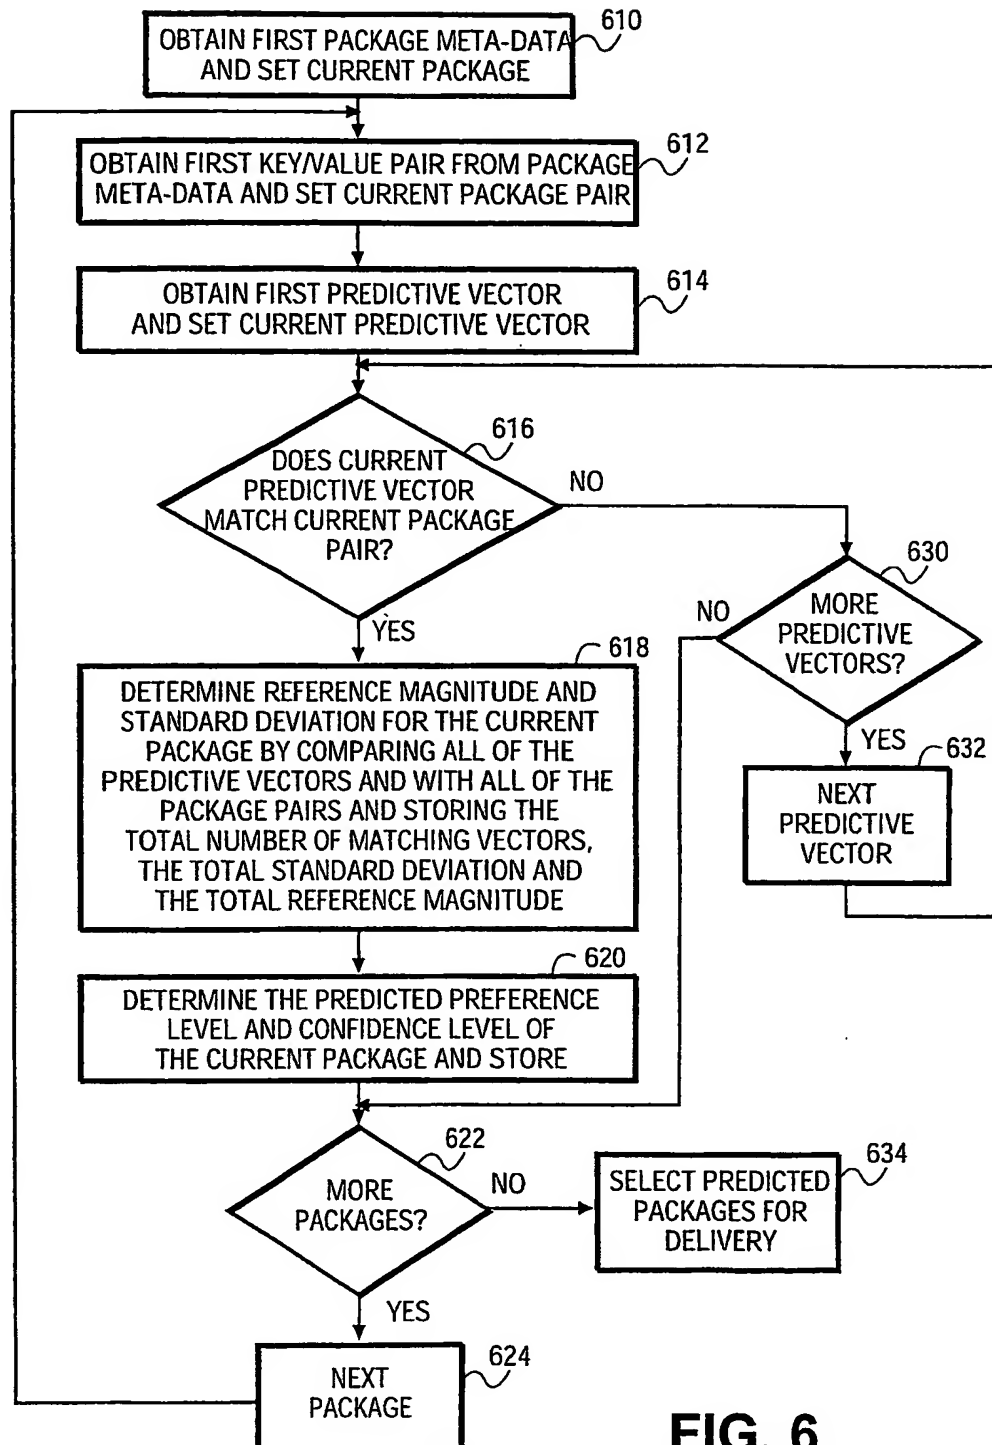 610
OBTAIN FIRST PACKAGE META-DATA
AND SET CURRENT PACKAGE
612
OBTAIN FIRST KEY/VALUE PAIR FROM PACKAGE
META-DATA AND SET CURRENT PACKAGE PAIR
614
OBTAIN FIRST PREDICTIVE VECTOR
AND SET CURRENT PREDICTIVE VECTOR
616
DOES CURRENT
PREDICTIVE VECTOR
MATCH CURRENT PACKAGE
PAIR?
NO
YES
630
MORE
PREDICTIVE
VECTORS?
NO
YES
632
NEXT
PREDICTIVE
VECTOR
618
DETERMINE REFERENCE MAGNITUDE AND
STANDARD DEVIATION FOR THE CURRENT
PACKAGE BY COMPARING ALL OF THE
PREDICTIVE VECTORS AND WITH ALL OF THE
PACKAGE PAIRS AND STORING THE
TOTAL NUMBER OF MATCHING VECTORS,
THE TOTAL STANDARD DEVIATION AND
THE TOTAL REFERENCE MAGNITUDE
620
DETERMINE THE PREDICTED PREFERENCE
LEVEL AND CONFIDENCE LEVEL OF
THE CURRENT PACKAGE AND STORE
622
MORE
PACKAGES?
NO
YES
634
SELECT PREDICTED
PACKAGES FOR
DELIVERY
624
NEXT
PACKAGE
FIG. 6